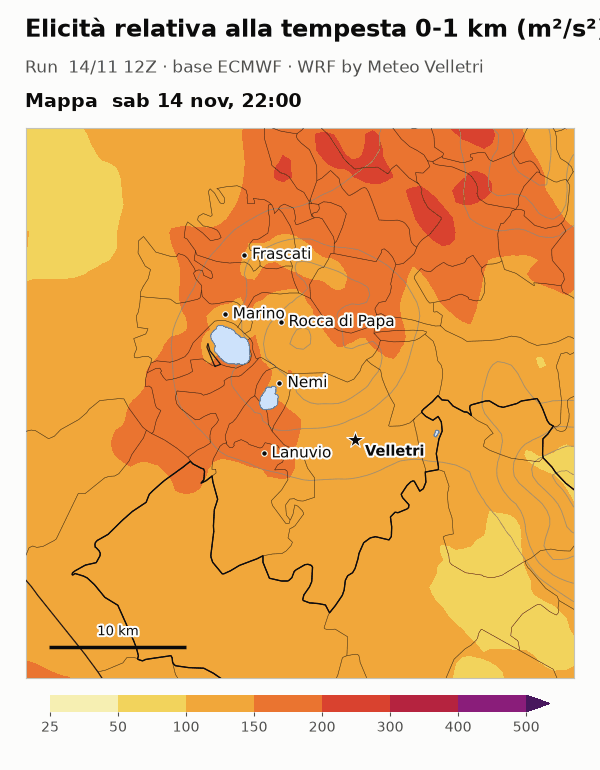 Elicità relativa alla tempesta 0-1 km (m²/s²)
Run  14/11 12Z · base ECMWF · WRF by Meteo Velletri
Mappa  sab 14 nov, 22:00
Frascati
Marino
Rocca di Papa
Nemi
Velletri
Lanuvio
10 km
25 50 100 150 200 300 400 500